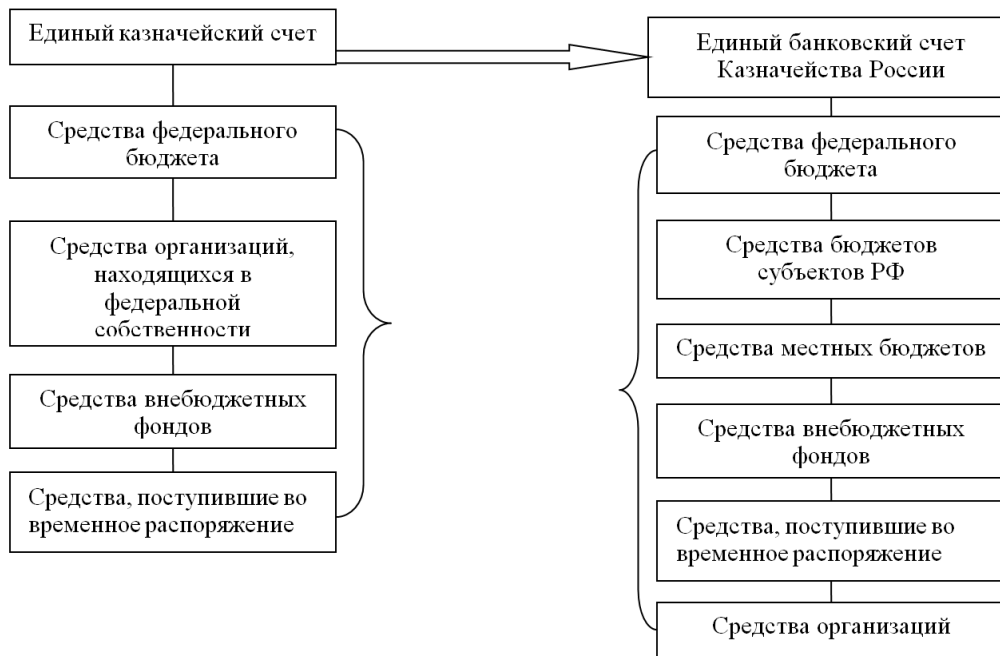 Единый казначейский счет
Средства федерального
бюджета
Средства организаций,
находящихся в
федеральной
собственности
Средства внебюджетных
фондов
Средства, поступившие во
временное распоряжение
Единый банковский счет
Казначейства России
Средства федерального
бюджета
Средства бюджетов
субъектов РФ
Средства местных бюджетов
Средства внебюджетных
фондов
Средства, поступившие во
временное распоряжение
Средства организаций